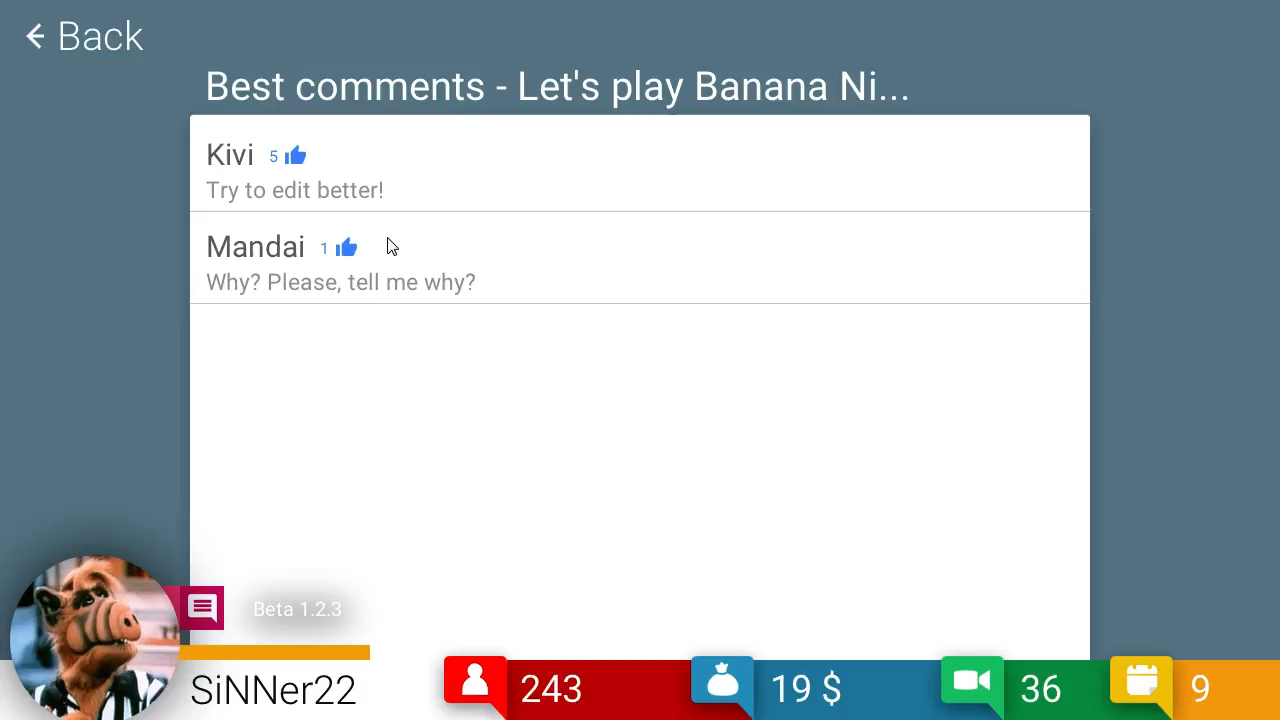 Back
Best comments - Let's play Banana Ni...
Kivi 5
Try to edit better!
Mandai 1
Why? Please, tell me why?
Beta 1.2.3
SiNNer22 243 19 $ 36 9